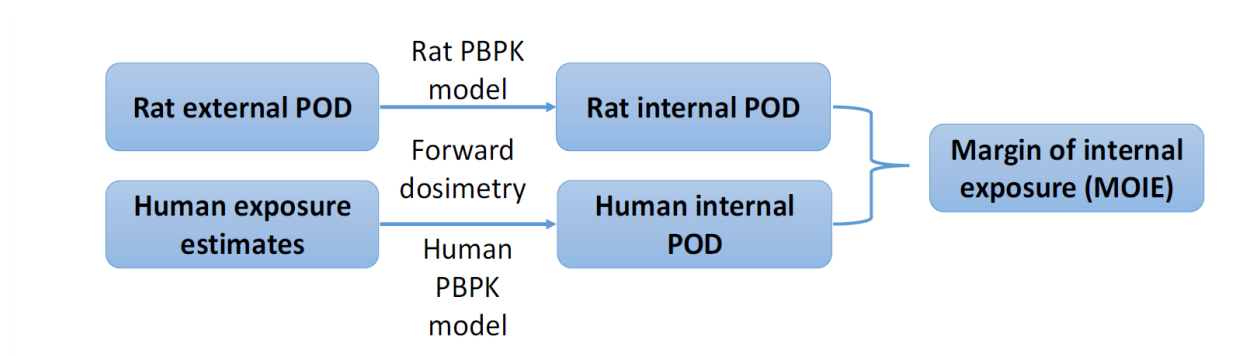 Rat PBPK
model
Rat external POD
Rat internal POD
Forward
dosimetry
Margin of internal
exposure (MOIE)
Human exposure
estimates
Human internal
POD
Human
PBPK
model